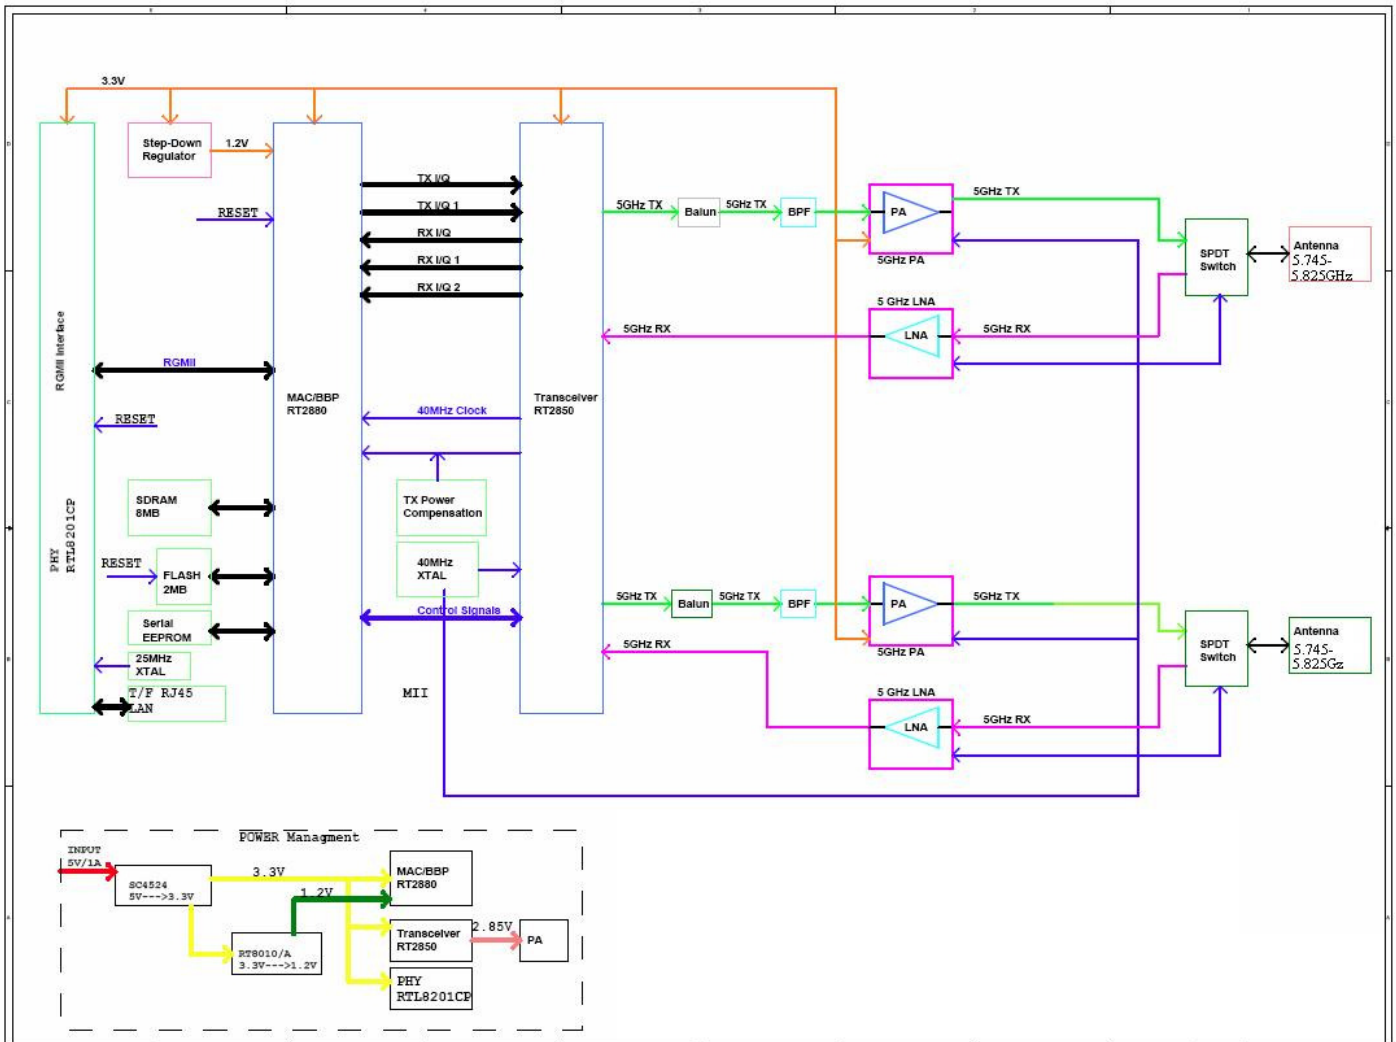 5 4 3 2 1
3.3V
Step-Down
Regulator
1.2V
RESET
TX I/Q
TX I/Q 1
RX I/Q
RX I/Q 1
RX I/Q 2
5GHz TX
Balun
5GHz TX
BPF
PA
5GHz PA
5GHz TX
SPDT
Switch
Antenna
5.745-
5.825GHz
5 GHz LNA
LNA
5GHz RX
5GHz RX
RGMII Interface
RGMII
MAC/BBP
RT2880
Transceiver
RT2850
40MHz Clock
RESET
PHY
RTL8201CP
SDRAM
8MB
TX Power
Compensation
RESET
FLASH
2MB
40MHz
XTAL
Control Signals
Serial
EEPROM
25MHz
XTAL
T/F RJ45
LAN
MII
5GHz TX
Balun
5GHz TX
BPF
PA
5GHz PA
5GHz TX
SPDT
Switch
Antenna
5.745-
5.825Gz
5GHz RX
5 GHz LNA
LNA
5GHz RX
POWER Managment
INPUT
5V/1A
SC4524
5V--->3.3V
3.3V
1.2V
RT8010/A
3.3V--->1.2V
MAC/BBP
RT2880
Transceiver
RT2850
2.85V
PA
PHY
RTL8201CP